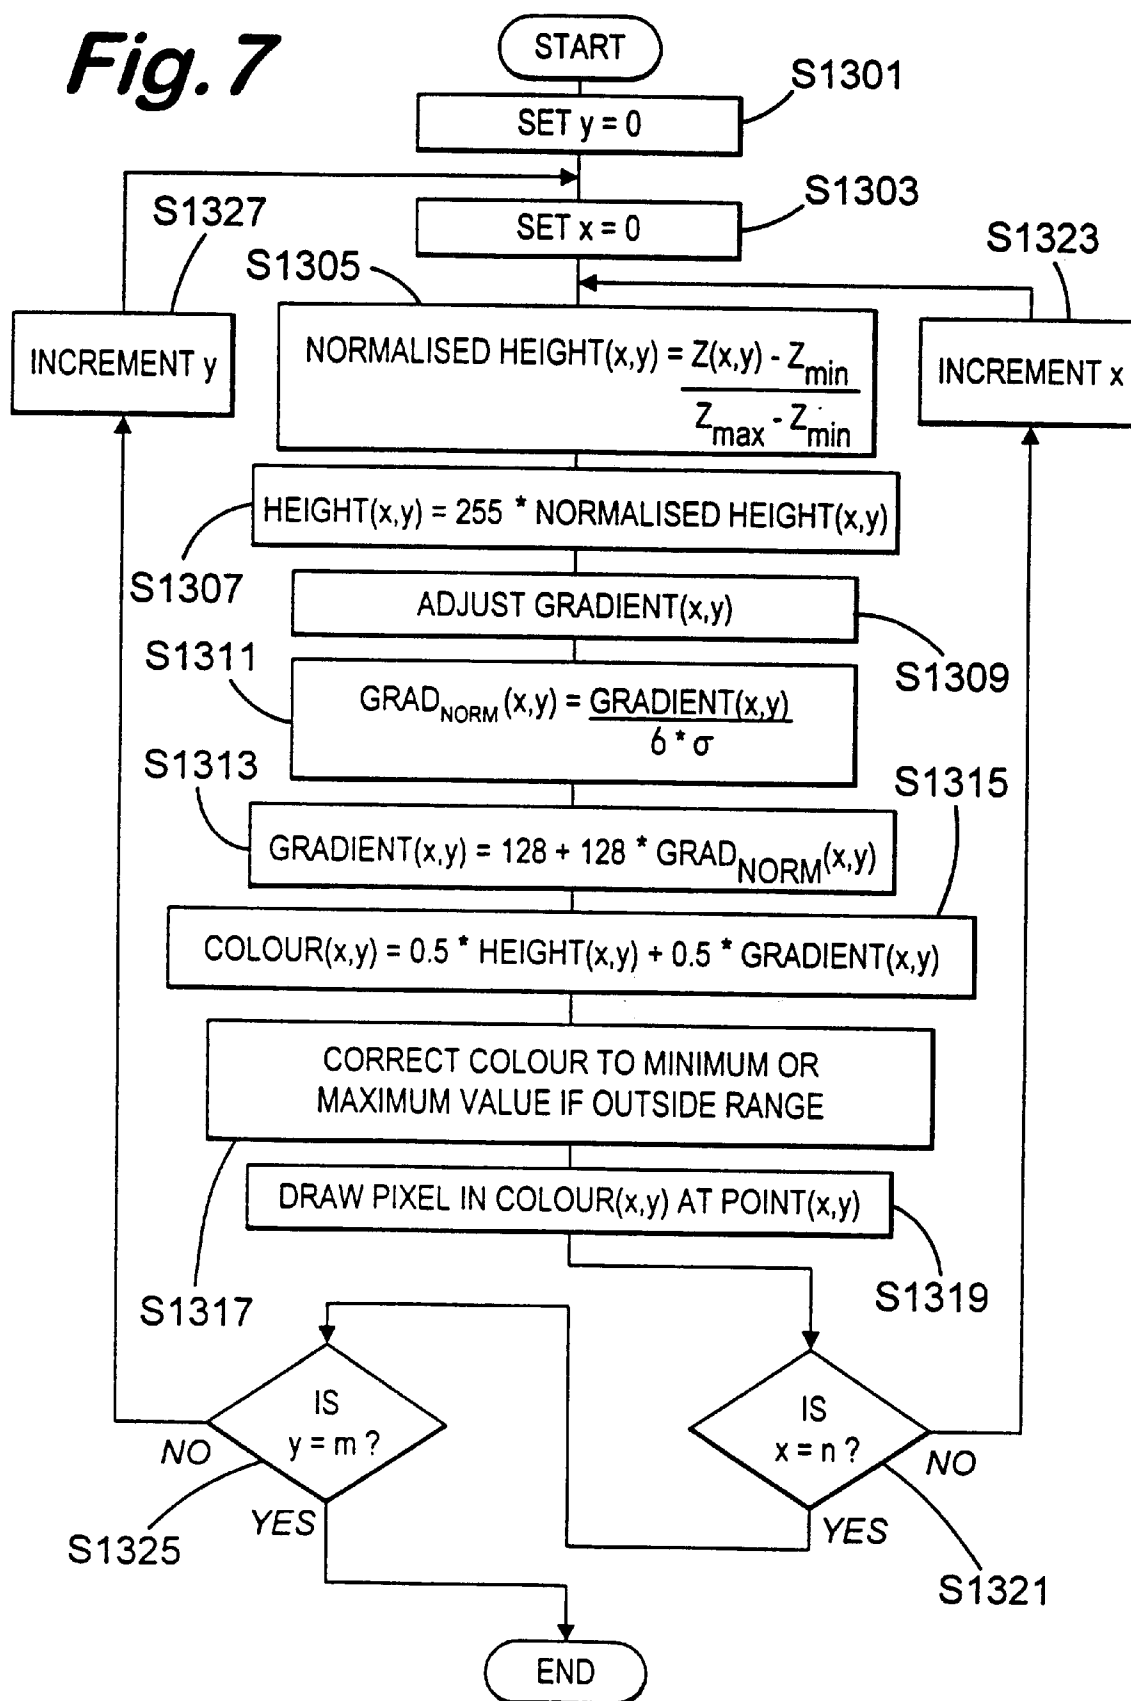 Fig. 7
START
S1301
SET y = 0
S1327
S1303
SET x = 0
S1323
S1305
INCREMENT y
NORMALISED HEIGHT(x,y) = Z(x,y) - Zmin
Zmax - Zmin
INCREMENT x
HEIGHT(x,y) = 255 * NORMALISED HEIGHT(x,y)
S1307
ADJUST GRADIENT(x,y)
S1309
S1311
GRADNORM(x,y) = GRADIENT(x,y)
6 * σ
S1313
S1315
GRADIENT(x,y) = 128 + 128 * GRADNORM(x,y)
COLOUR(x,y) = 0.5 * HEIGHT(x,y) + 0.5 * GRADIENT(x,y)
CORRECT COLOUR TO MINIMUM OR
MAXIMUM VALUE IF OUTSIDE RANGE
DRAW PIXEL IN COLOUR(x,y) AT POINT(x,y)
S1317
S1319
IS
y = m ?
NO
YES
S1325
IS
x = n ?
NO
YES
S1321
END